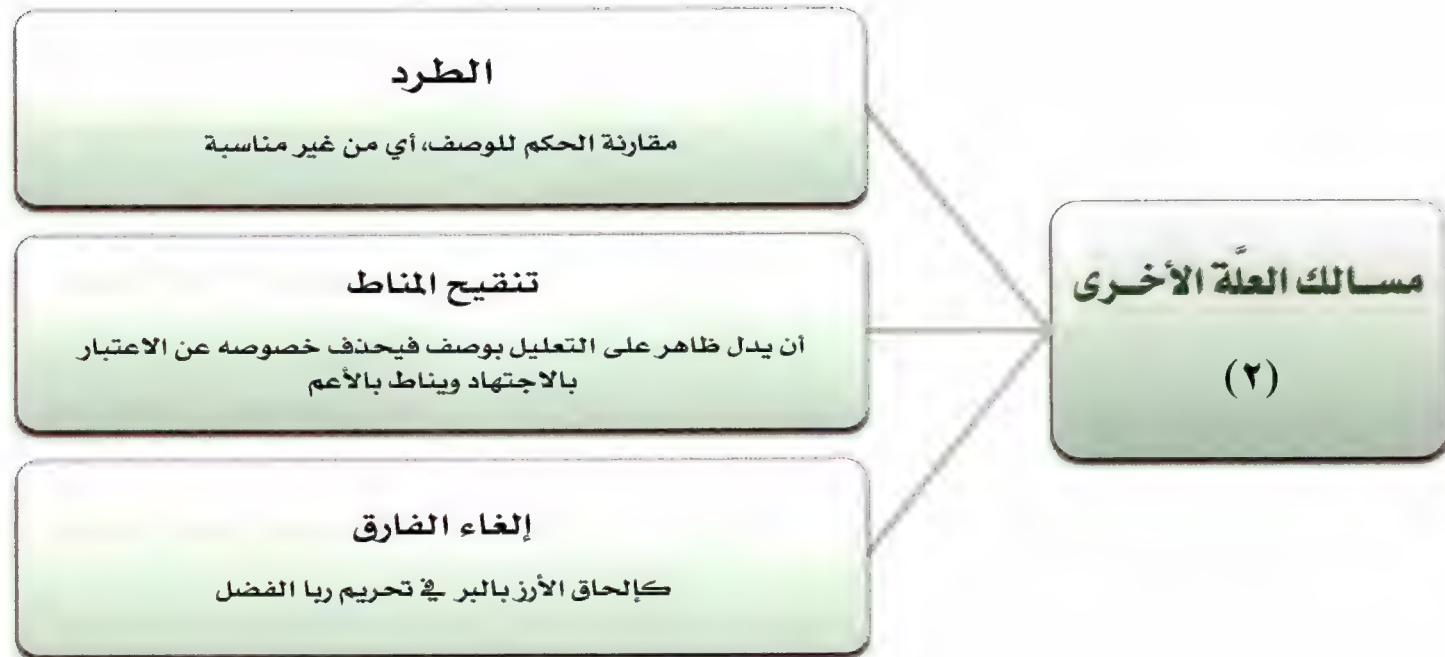 مسالك العلَّة الأخرى
(٢)
الطرد
مقارنة الحكم للوصف، أي من غير مناسبة
تنقيح المناط
أن يدل ظاهر على التعليل بوصف فيحذف خصوصه عن الاعتبار
بالاجتهاد ويناط بالأعم
إلغاء الفارق
كإلحاق الأرز بالبر في تحريم ربا الفضل